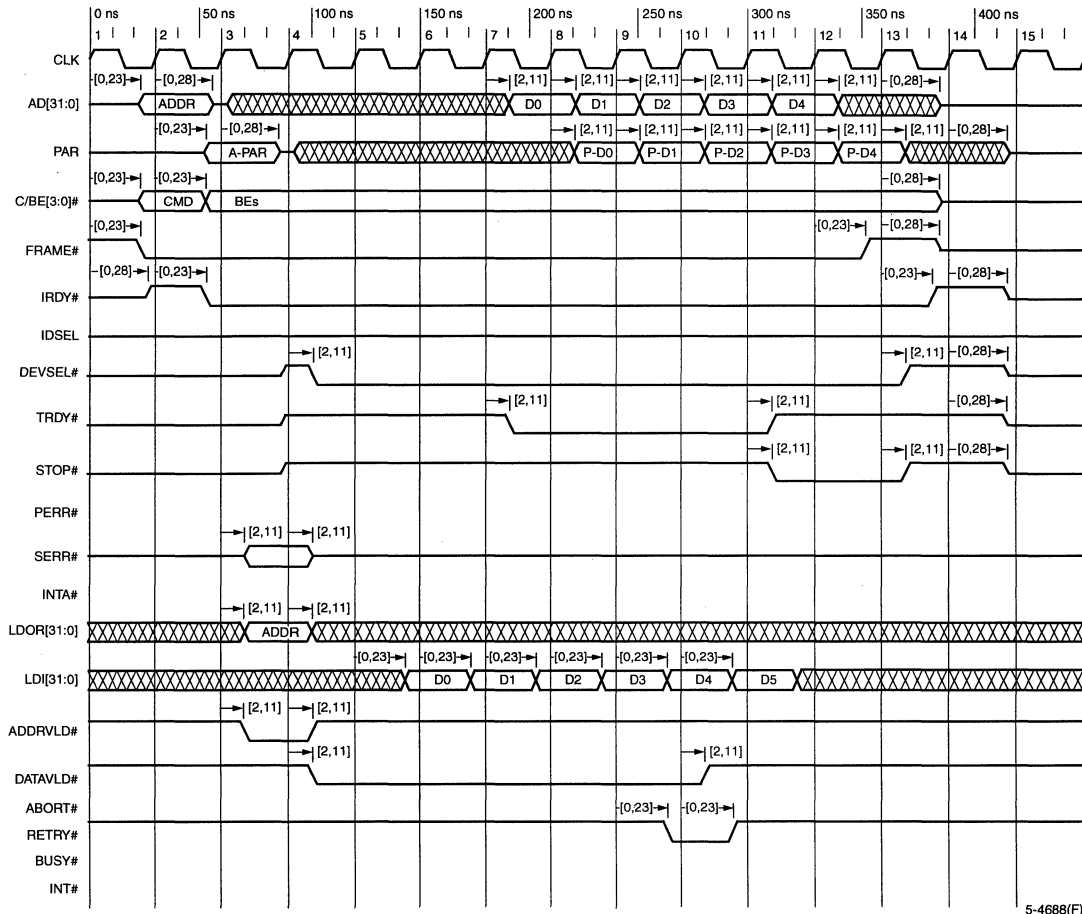 0 ns 50 ns 100 ns 150 ns 200 ns 250 ns 300 ns 350 ns 400 ns
1 2 3 4 5 6 7 8 9 10 11 12 13 14 15
CLK
[0,23] [0,28] [2,11] [2,11] [2,11] [2,11] [2,11] [2,11] [0,28]
AD[31:0] ADDR D0 D1 D2 D3 D4
[0,23] [0,28] [2,11] [2,11] [2,11] [2,11] [2,11] [2,11] [0,28]
PAR A-PAR P-D0 P-D1 P-D2 P-D3 P-D4
[0,23] [0,23] [0,28]
C/BE[3:0]# CMD BEs
[0,23] [0,23] [0,28]
FRAME#
[0,28] [0,23] [0,23] [0,28]
IRDY#
IDSEL
[2,11] [2,11] [0,28]
DEVSEL#
[2,11] [2,11] [0,28]
TRDY#
[2,11] [2,11] [0,28]
STOP#
PERR#
[2,11] [2,11]
SERR#
INTA#
[2,11] [2,11]
LDOR[31:0] ADDR
[0,23] [0,23] [0,23] [0,23] [0,23] [0,23]
LDI[31:0] D0 D1 D2 D3 D4 D5
[2,11] [2,11]
ADDRVLD#
[2,11] [2,11]
DATAVLD#
ABORT# [0,23] [0,23]
RETRY#
BUSY#
INT#
5-4688(F)